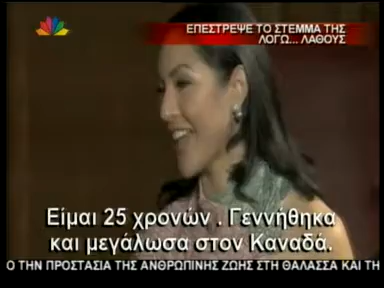 ΕΠΕΣΤΡΕΨΕ ΤΟ ΣΤΕΜΜΑ ΤΗΣ
ΛΟΓΩ... ΛΑΘΟΥΣ
Είμαι 25 χρονών . Γεννήθηκα
και μεγάλωσα στον Καναδά.
Ο ΤΗΝ ΠΡΟΣΤΑΣΙΑ ΤΗΣ ΑΝΘΡΩΠΙΝΗΣ ΖΩΗΣ ΣΤΗ ΘΑΛΑΣΣΑ ΚΑΙ ΤΗ